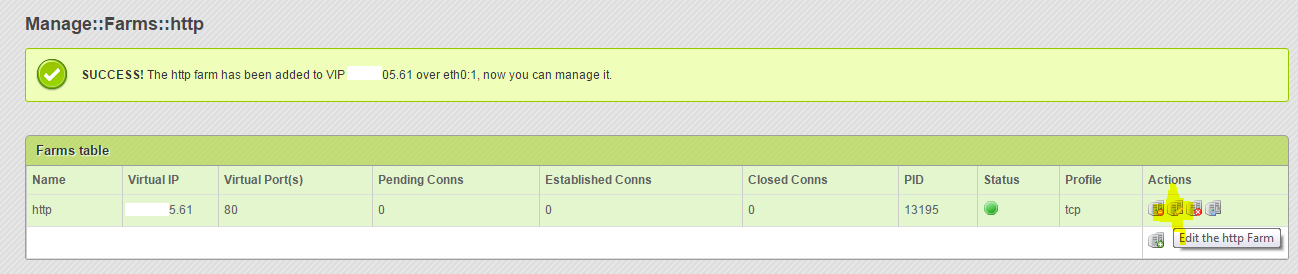 Manage::Farms::http
SUCCESS! The http farm has been added to VIP 05.61 over eth0:1, now you can manage it.
Farms table
Name Virtual IP Virtual Port(s) Pending Conns Established Conns Closed Conns PID Status Profile Actions
http 5.61 80 0 0 0 13195 tcp
Edit the http Farm